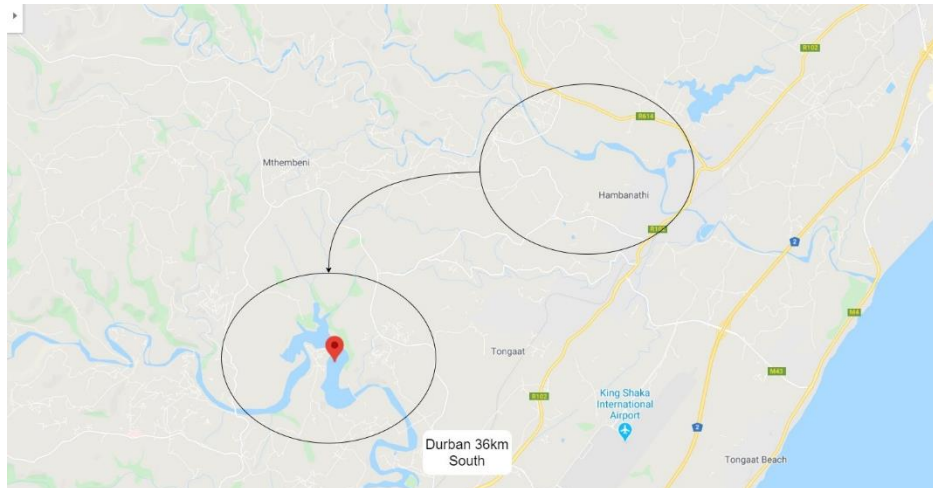 R102
R614
Mthembeni
Hambanathi
R102
2
M4
Tongaat
M43
King Shaka
International
Airport
R102
2
Durban 36km
South
Tongaat Beach